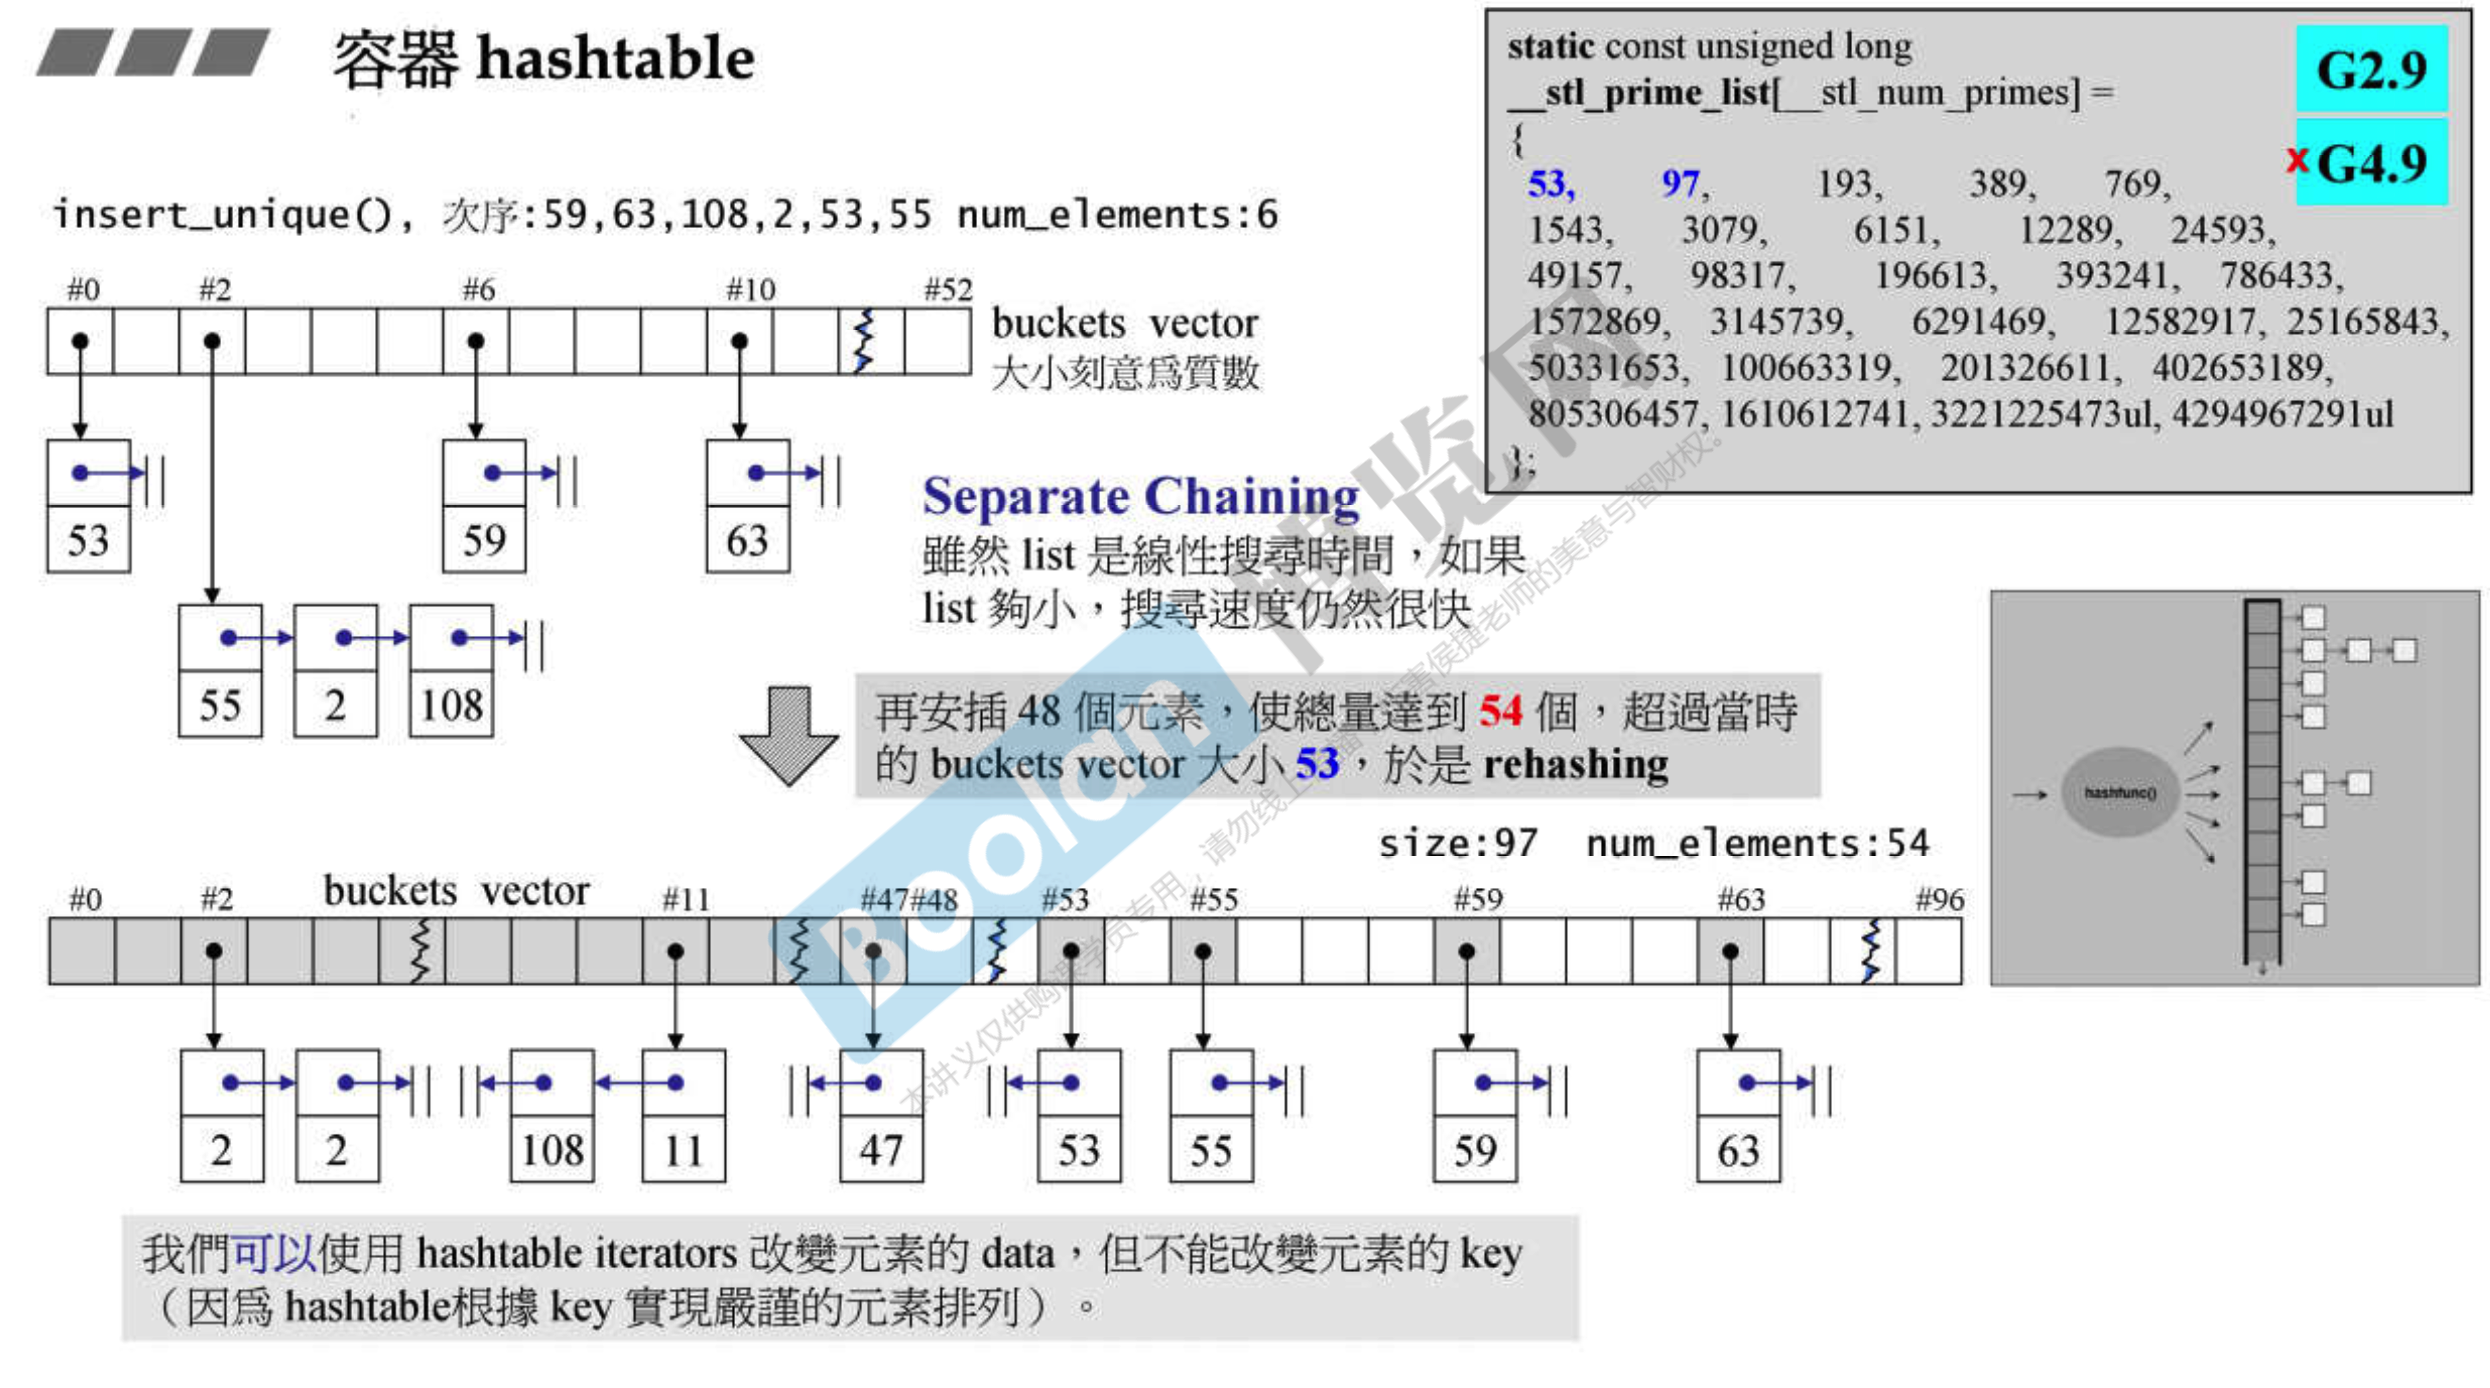 容器 hashtable
static const unsigned long
__stl_prime_list[__stl_num_primes] =
{
53, 97, 193, 389, 769,
1543, 3079, 6151, 12289, 24593,
49157, 98317, 196613, 393241, 786433,
1572869, 3145739, 6291469, 12582917, 25165843,
50331653, 100663319, 201326611, 402653189,
805306457, 1610612741, 3221225473ul, 4294967291ul
};
G2.9
x G4.9
insert_unique(), 次序:59,63,108,2,53,55 num_elements:6
#0 #2 #6 #10 #52
buckets vector
大小刻意爲質數
53 59 63
55 2 108
Separate Chaining
雖然 list 是線性搜尋時間，如果
list 夠小，搜尋速度仍然很快
再安插 48 個元素，使總量達到 54 個，超過當時
的 buckets vector 大小 53，於是 rehashing
hashfunc()
size:97 num_elements:54
buckets vector
#0 #2 #11 #47 #48 #53 #55 #59 #63 #96
2 2 108 11 47 53 55 59 63
我們可以使用 hashtable iterators 改變元素的 data，但不能改變元素的 key
（因爲 hashtable根據 key 實現嚴謹的元素排列）。
Boolan
博览网
本讲义仅供购课学员专用，请勿线上
害侯捷老师的美意与智财权。